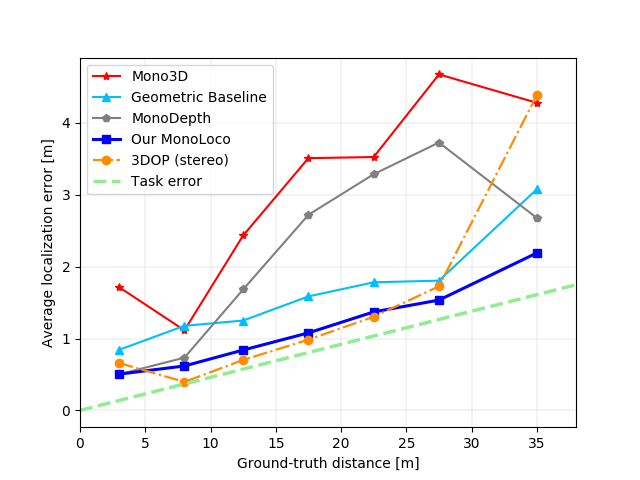 Mono3D
Geometric Baseline
MonoDepth
Our MonoLoco
3DOP (stereo)
Task error
Average localization error [m]
4
3
2
1
0
0 5 10 15 20 25 30 35
Ground-truth distance [m]